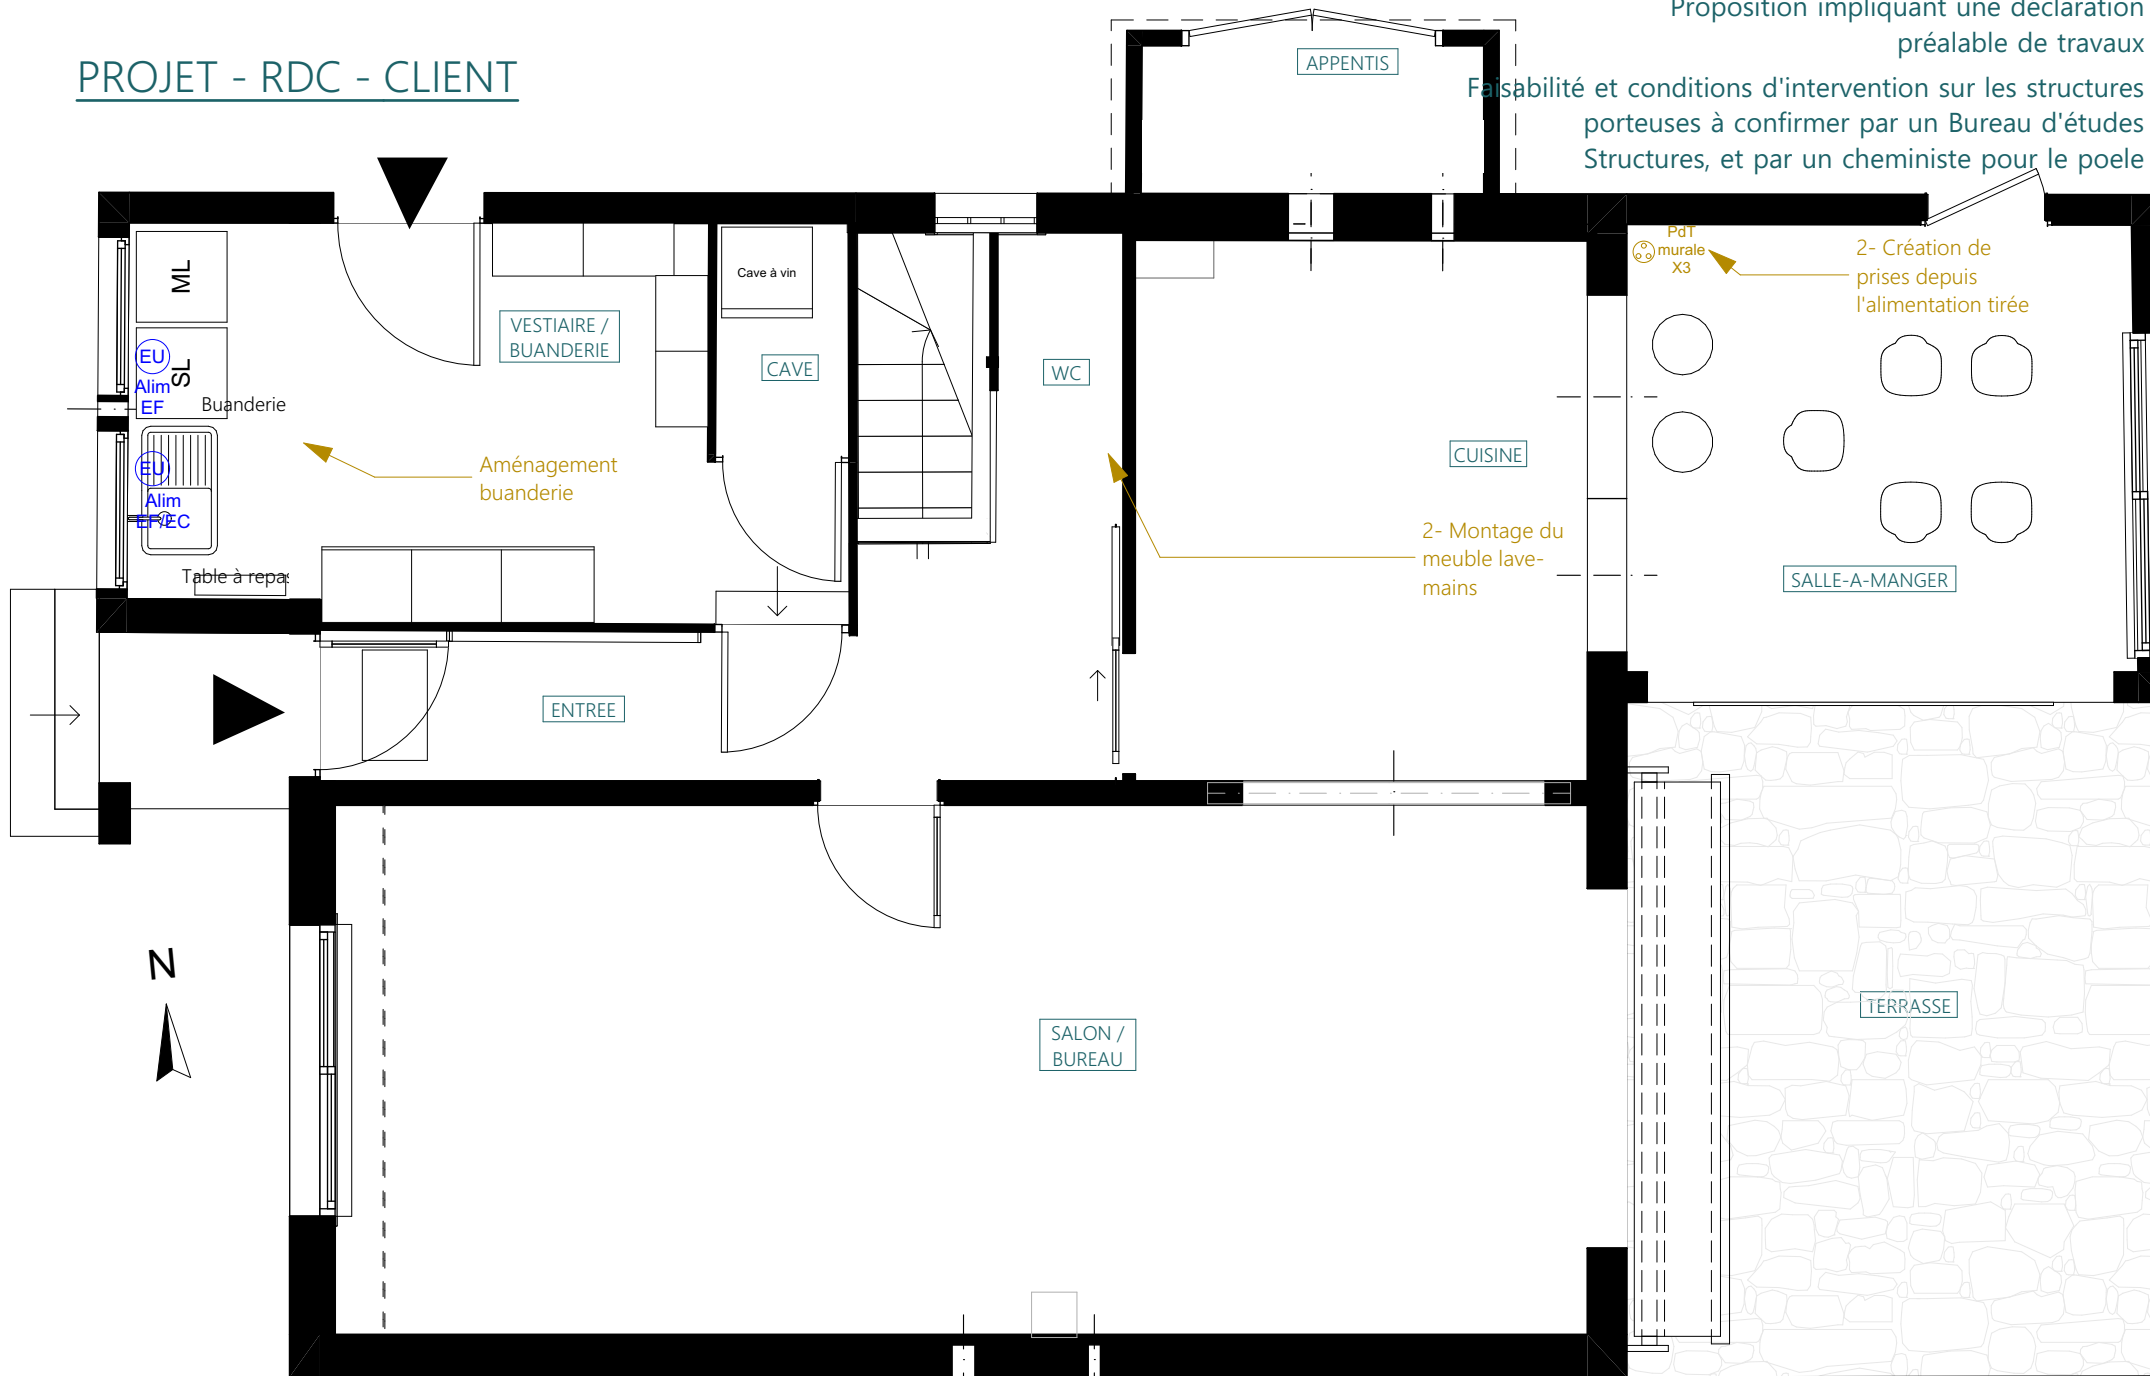 Proposition impliquant une déclaration
préalable de travaux
Faisabilité et conditions d'intervention sur les structures
porteuses à confirmer par un Bureau d'études
Structures, et par un cheministe pour le poele
PROJET - RDC - CLIENT
APPENTIS
ML
SL
EU
Alim
EF
Buanderie
EU
Alim
EF/EC
Table à repas
VESTIAIRE /
BUANDERIE
Aménagement
buanderie
Cave à vin
CAVE
WC
CUISINE
2- Montage du
meuble lave-
mains
PdT
murale
X3
2- Création de
prises depuis
l'alimentation tirée
SALLE-A-MANGER
ENTREE
N
SALON /
BUREAU
TERRASSE